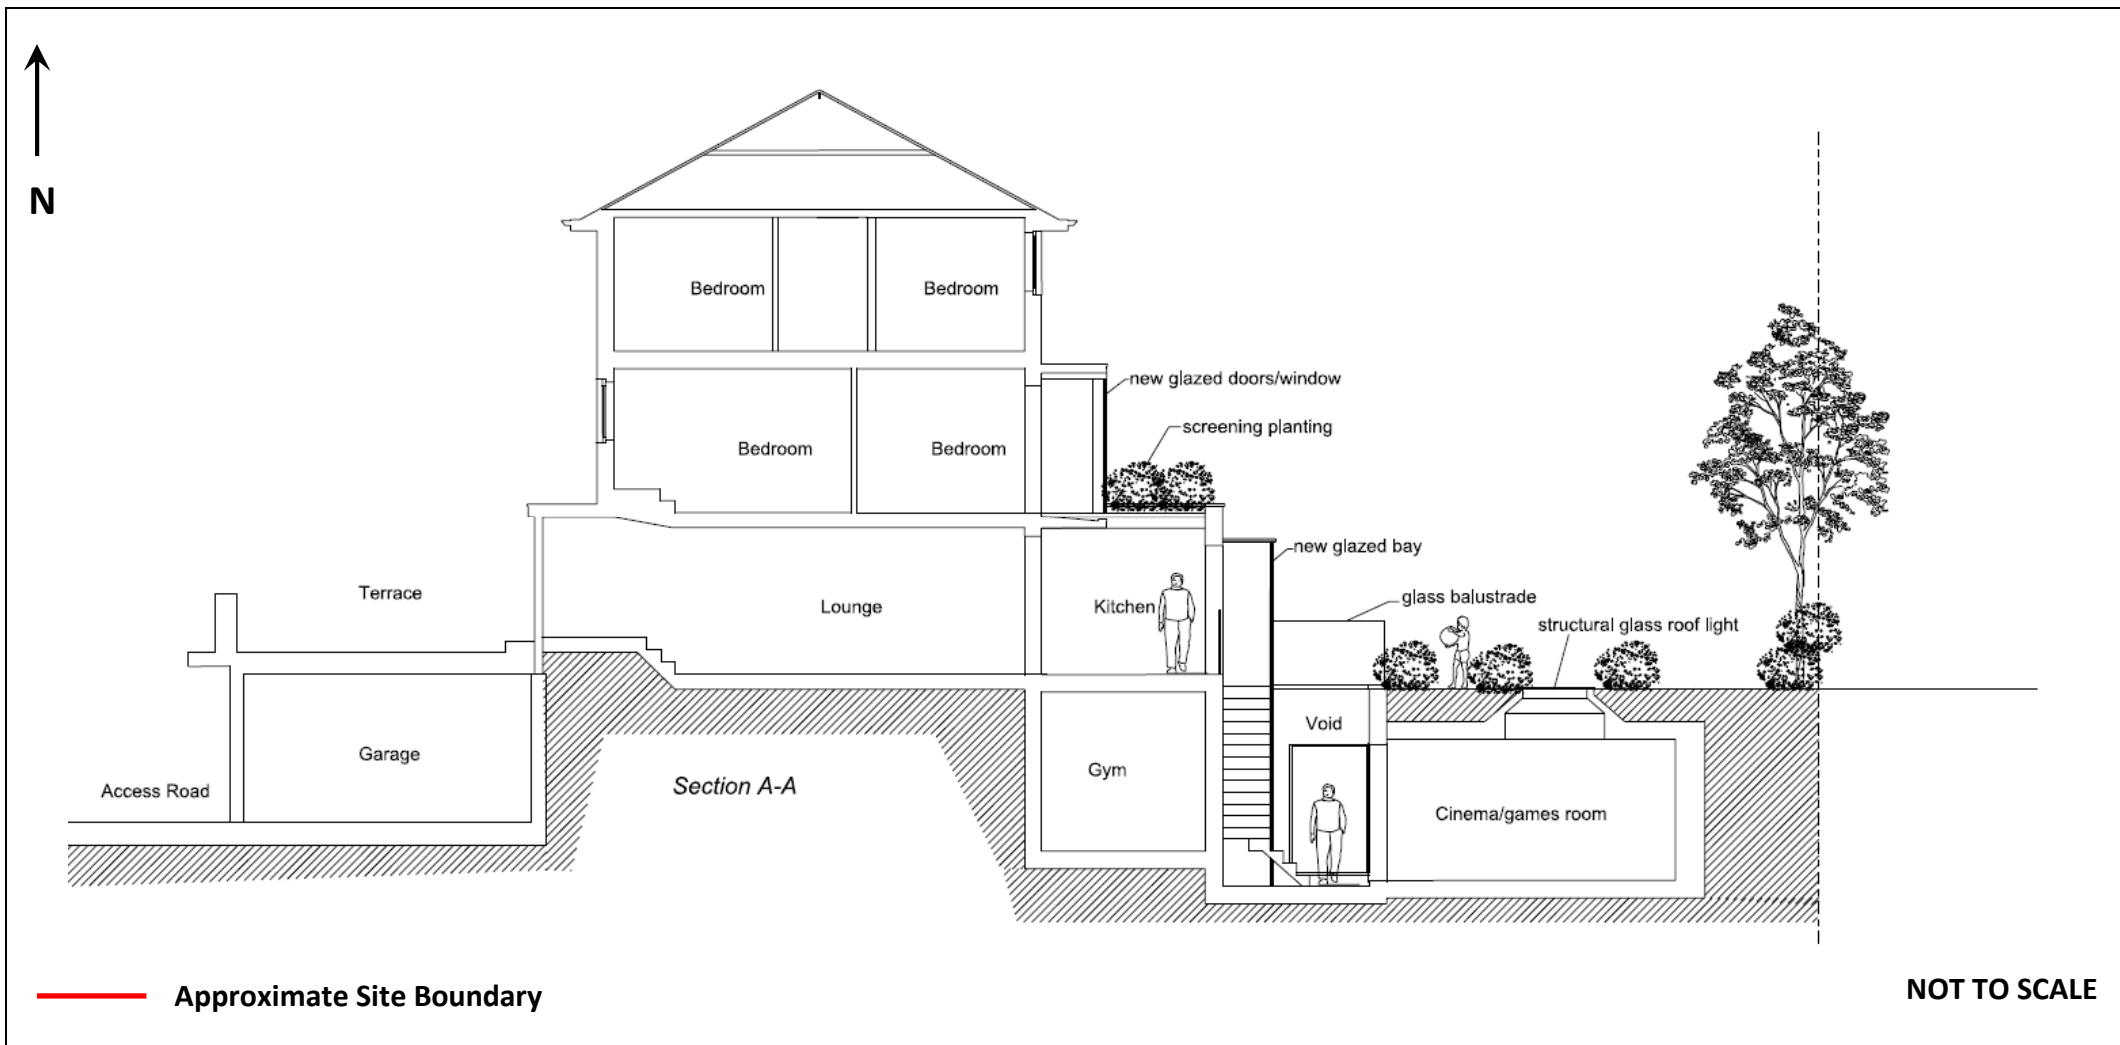 N
Bedroom
Bedroom
new glazed doors/window
screening planting
Bedroom
Bedroom
new glazed bay
glass balustrade
structural glass roof light
Terrace
Lounge
Kitchen
Void
Garage
Gym
Access Road
Section A-A
Cinema/games room
Approximate Site Boundary
NOT TO SCALE